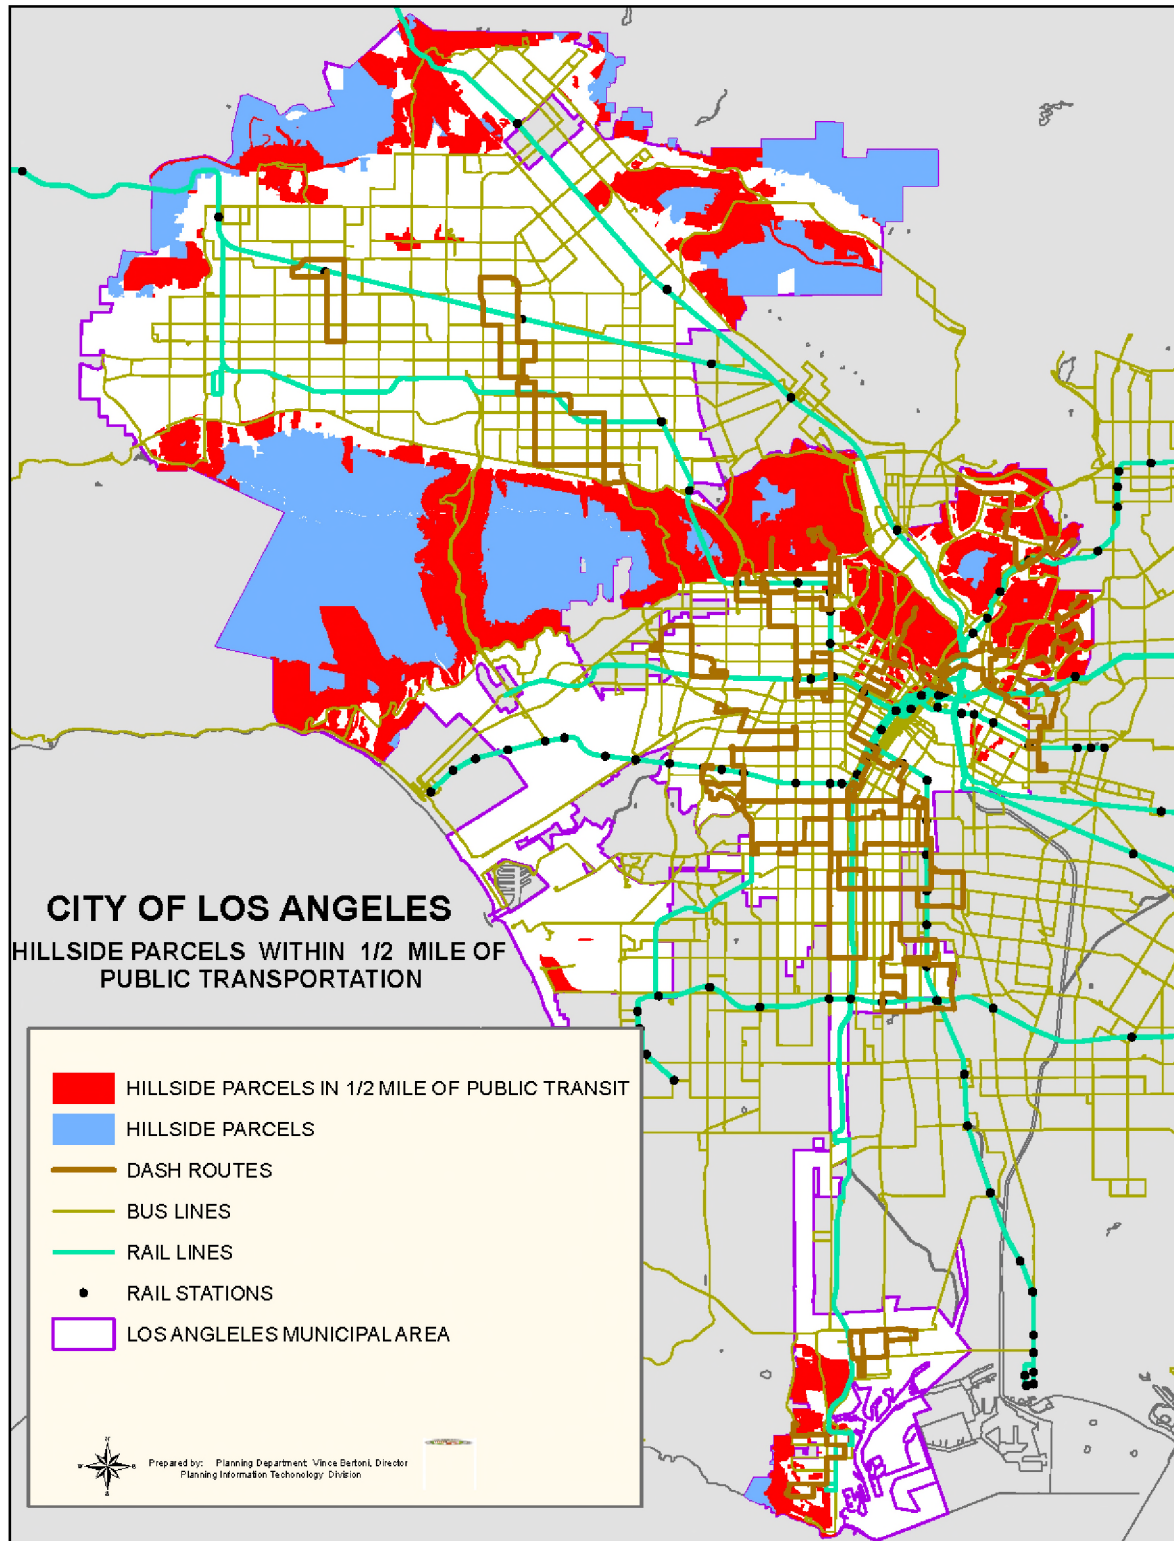 CITY OF LOS ANGELES
HILLSIDE PARCELS WITHIN 1/2 MILE OF
PUBLIC TRANSPORTATION
HILLSIDE PARCELS IN 1/2 MILE OF PUBLIC TRANSIT
HILLSIDE PARCELS
DASH ROUTES
BUS LINES
RAIL LINES
RAIL STATIONS
LOS ANGLELES MUNICIPAL AREA
Prepared by: Planning Department Vince Bertoni, Director
Planning Information Techonology Division